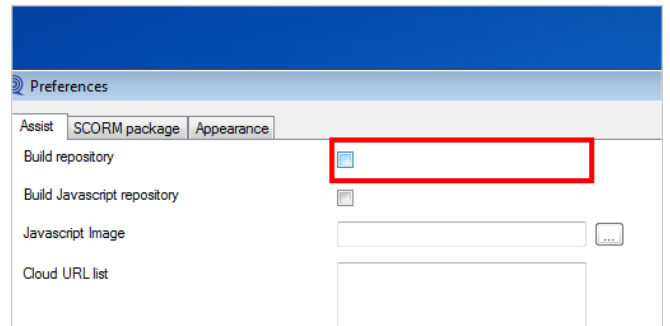 Preferences
Assist SCORM package Appearance
Build repository
Build Javascript repository
Javascript Image ...
Cloud URL list